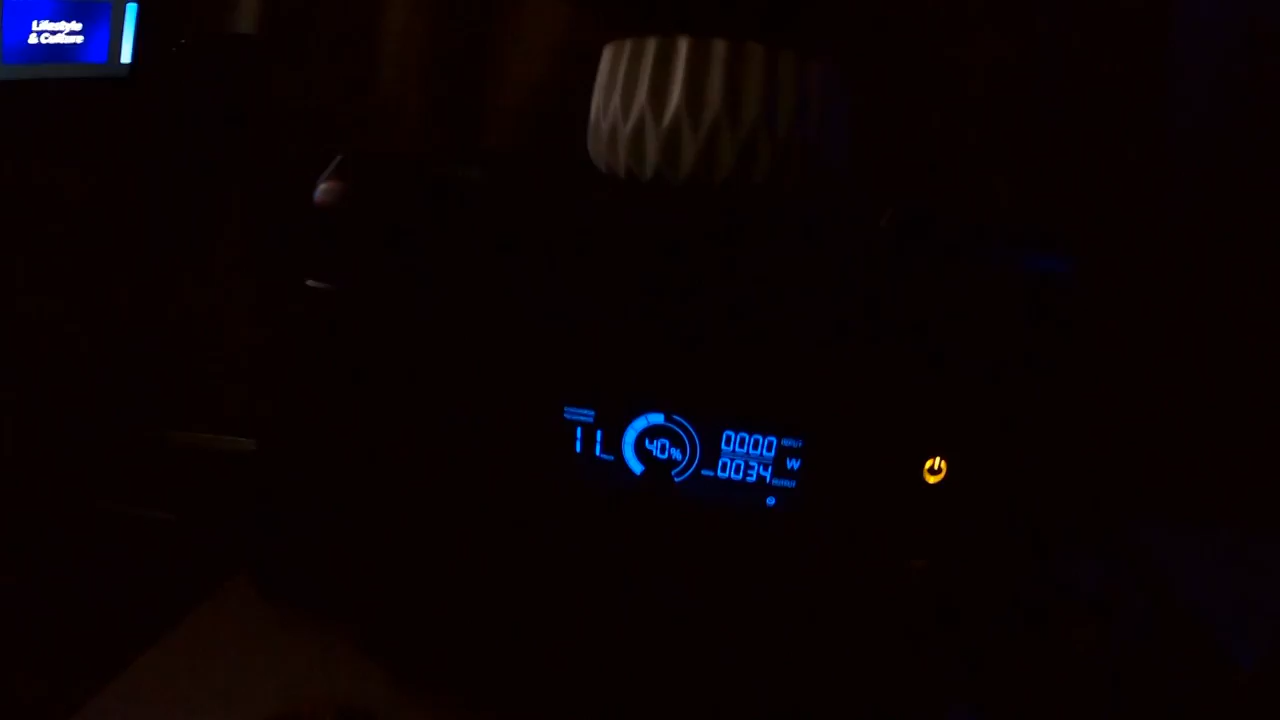 Lifestyle
& Culture
11
40%
0000 INPUT
W
0034 OUTPUT